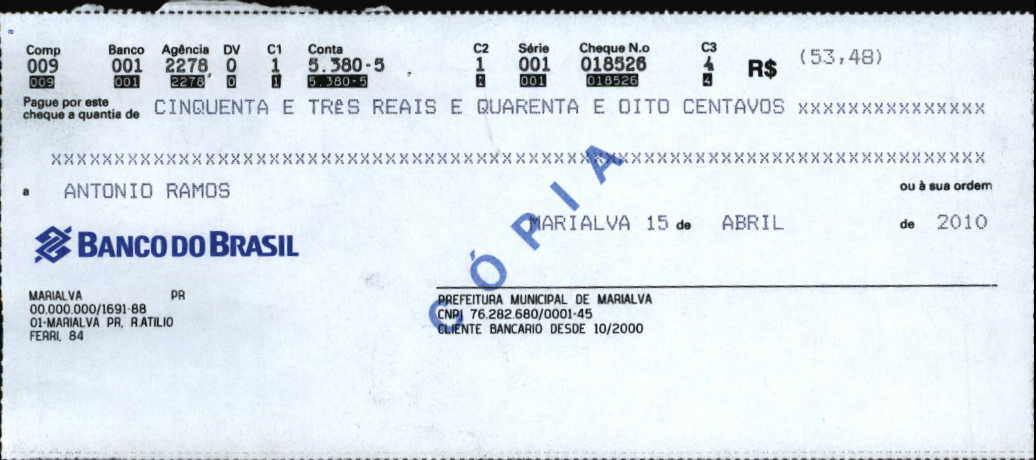 Comp Banco Agência DV C1 Conta C2 Série Cheque N.o C3
009 001 2278 0 1 5.380-5 1 001 018526 4 R$ (53,48)
009 001 2278 0 1 5.380-5 1 001 018526 4
Pague por este
cheque a quantia de CINQUENTA E TRêS REAIS E QUARENTA E OITO CENTAVOS xxxxxxxxxxxxxxx
xxxxxxxxxxxxxxxxxxxxxxxxxxxxxxxxxxxxxxxxxxxxxxxxxxxxxxxxxxxxxxxxxxxxxxxxxx
a ANTONIO RAMOS ou à sua ordem
MARIALVA 15 de ABRIL de 2010
CÓPIA
BANCO DO BRASIL
MARIALVA PR
00.000.000/1691-88
01-MARIALVA PR, R.ATILIO
FERRI, 84
PREFEITURA MUNICIPAL DE MARIALVA
CNPJ 76.282.680/0001-45
CLIENTE BANCARIO DESDE 10/2000